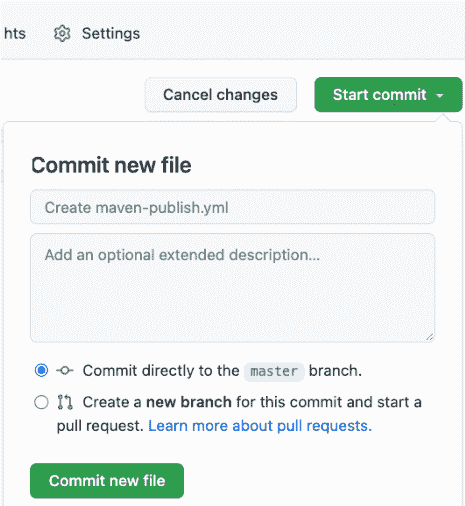 hts Settings
Cancel changes Start commit
Commit new file
Create maven-publish.yml
Add an optional extended description...
Commit directly to the master branch.
Create a new branch for this commit and start a
pull request. Learn more about pull requests.
Commit new file